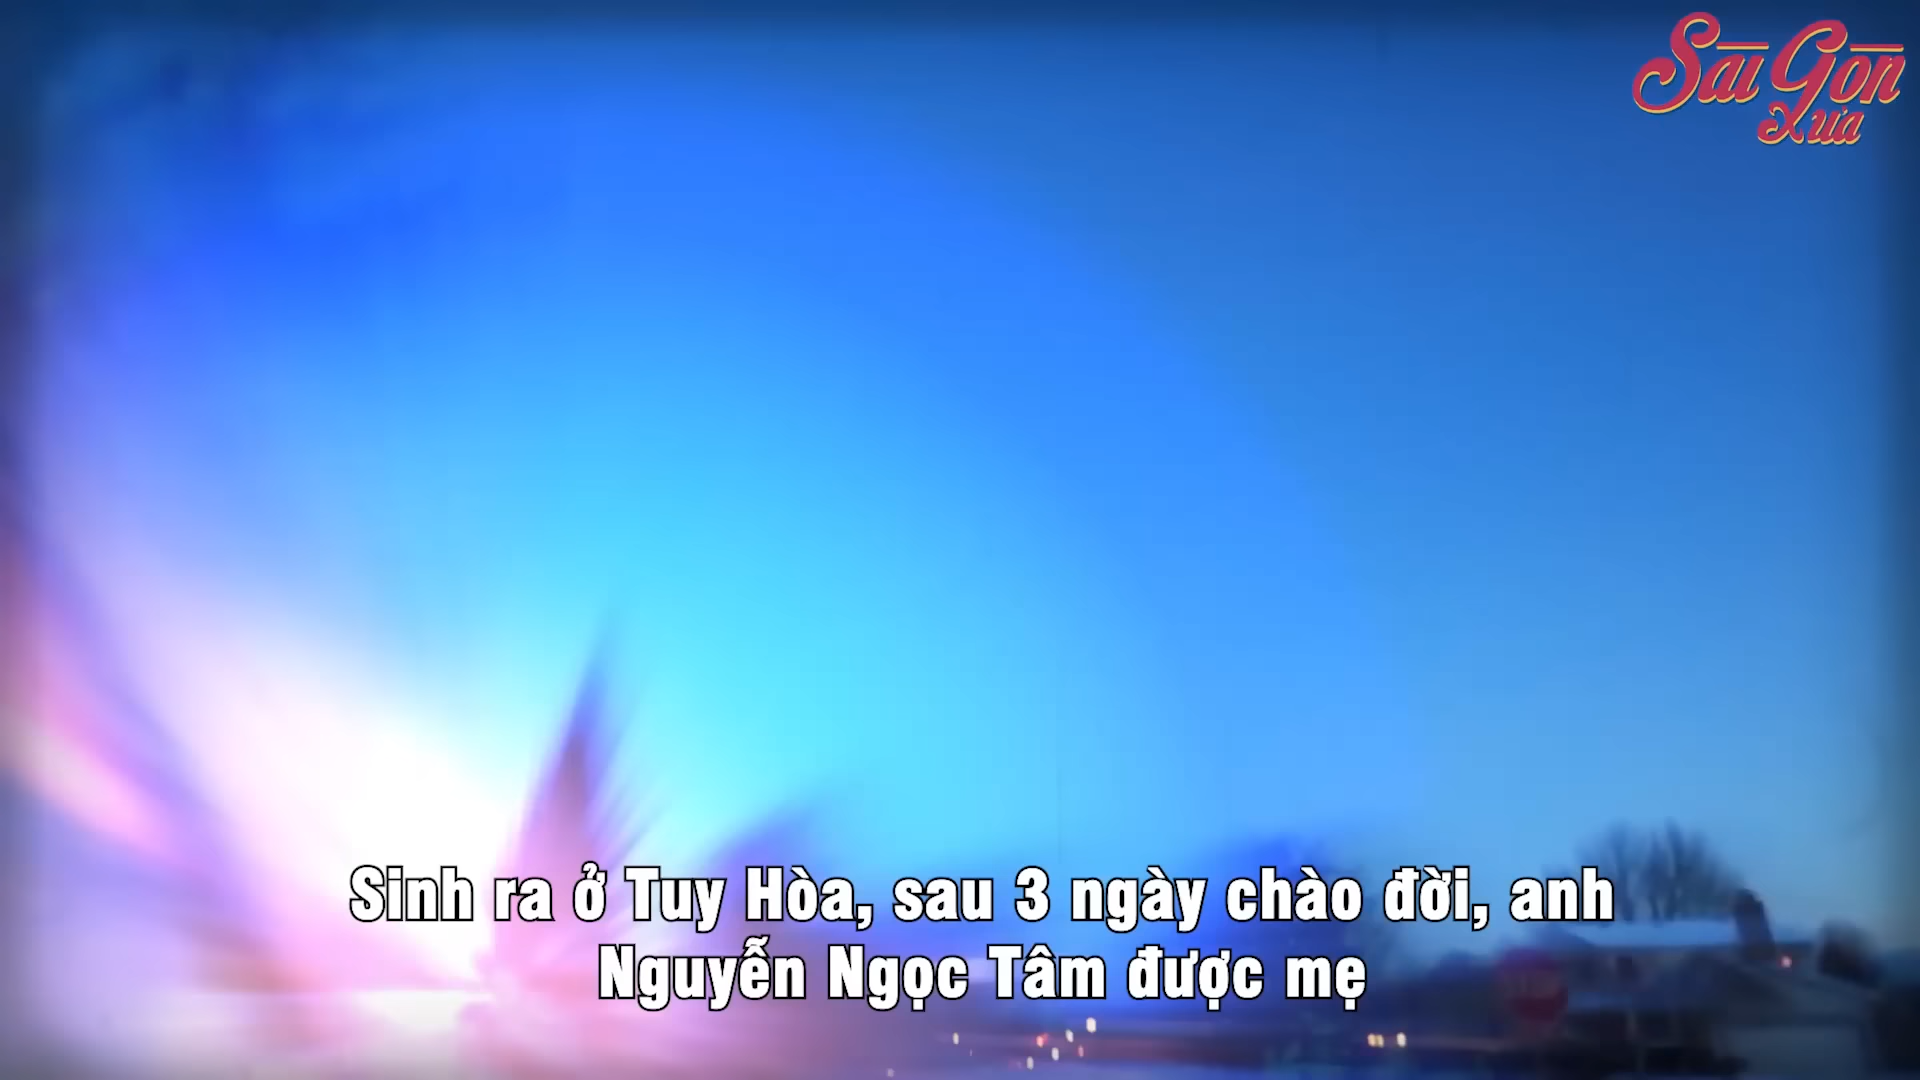 Sài Gòn
Xưa
Sinh ra ở Tuy Hòa, sau 3 ngày chào đời, anh
Nguyễn Ngọc Tâm được mẹ